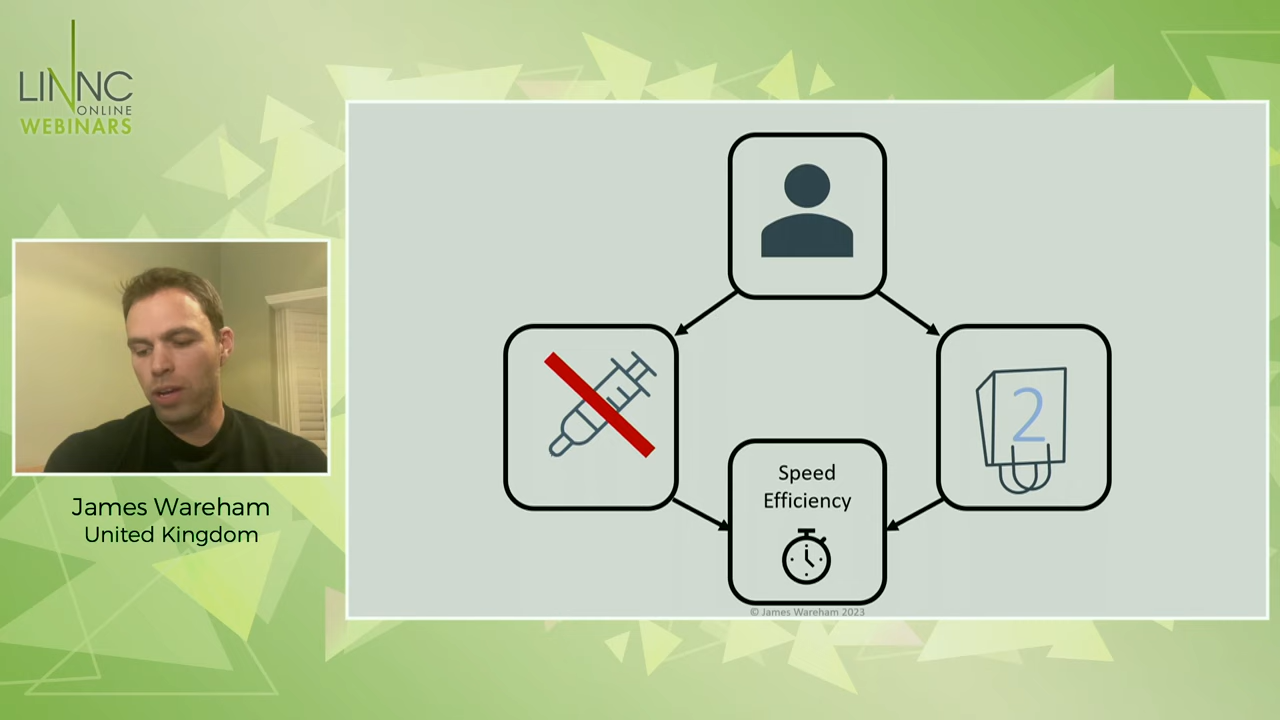 LINNC
ONLINE
WEBINARS
James Wareham
United Kingdom
2
Speed
Efficiency
© James Wareham 2023